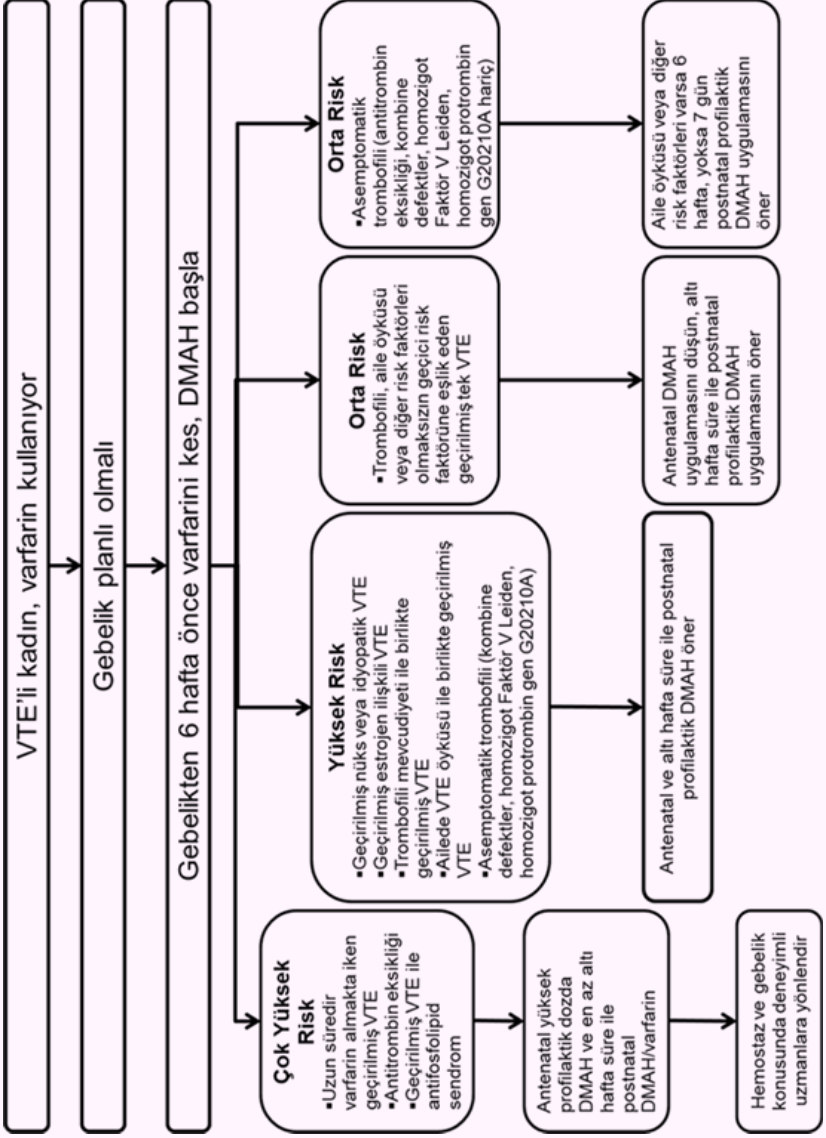 VTE'li kadın, varfarin kullanıyor
Gebelik planlı olmalı
Gebelikten 6 hafta önce varfarini kes, DMAH başla
Çok Yüksek
Risk
▪Uzun süredir
varfarin almakta iken
geçirilmiş VTE
▪Antitrombin eksikliği
▪Geçirilmiş VTE ile
antifosfolipid
sendrom
Antenatal yüksek
profilaktik dozda
DMAH ve en az altı
hafta süre ile
postnatal
DMAH/varfarin
Hemostaz ve gebelik
konusunda deneyimli
uzmanlara yönlendir
Yüksek Risk
▪Geçirilmiş nüks veya idyopatik VTE
▪Geçirilmiş estrojen ilişkili VTE
▪Trombofili mevcudiyeti ile birlikte
geçirilmiş VTE
▪Ailede VTE öyküsü ile birlikte geçirilmiş
VTE
▪Asemptomatik trombofili (kombine
defektler, homozigot Faktör V Leiden,
homozigot protrombin gen G20210A)
Antenatal ve altı hafta süre ile postnatal
profilaktik DMAH öner
Orta Risk
▪Trombofili, aile öyküsü
veya diğer risk faktörleri
olmaksızın geçici risk
faktörüne eşlik eden
geçirilmiş tek VTE
Antenatal DMAH
uygulamasını düşün, altı
hafta süre ile postnatal
profilaktik DMAH
uygulamasını öner
Orta Risk
▪Asemptomatik
trombofili (antitrombin
eksikliği, kombine
defektler, homozigot
Faktör V Leiden,
homozigot protrombin
gen G20210A hariç)
Aile öyküsü veya diğer
risk faktörleri varsa 6
hafta, yoksa 7 gün
postnatal profilaktik
DMAH uygulamasını
öner